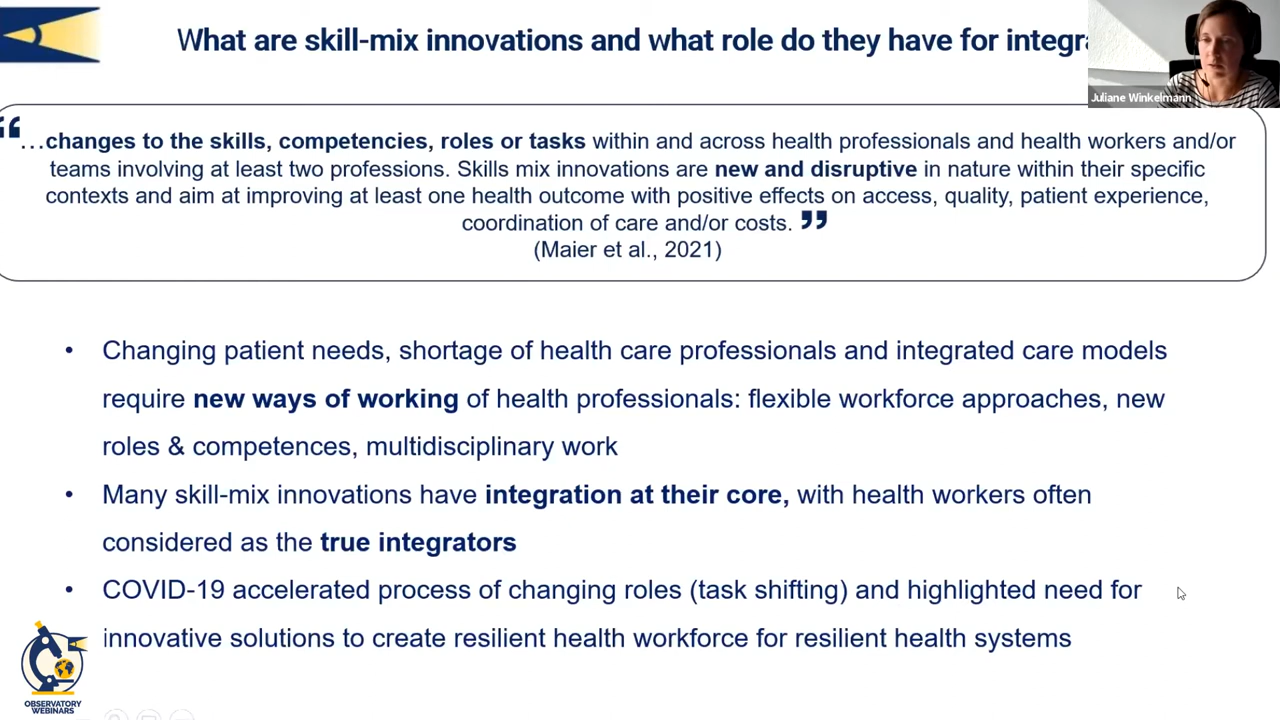 What are skill-mix innovations and what role do they have for integra
Juliane Winkelmann
“
…changes to the skills, competencies, roles or tasks within and across health professionals and health workers and/or
teams involving at least two professions. Skills mix innovations are new and disruptive in nature within their specific
contexts and aim at improving at least one health outcome with positive effects on access, quality, patient experience,
coordination of care and/or costs. ”
(Maier et al., 2021)
• Changing patient needs, shortage of health care professionals and integrated care models
require new ways of working of health professionals: flexible workforce approaches, new
roles & competences, multidisciplinary work
• Many skill-mix innovations have integration at their core, with health workers often
considered as the true integrators
• COVID-19 accelerated process of changing roles (task shifting) and highlighted need for
innovative solutions to create resilient health workforce for resilient health systems
OBSERVATORY
WEBINARS